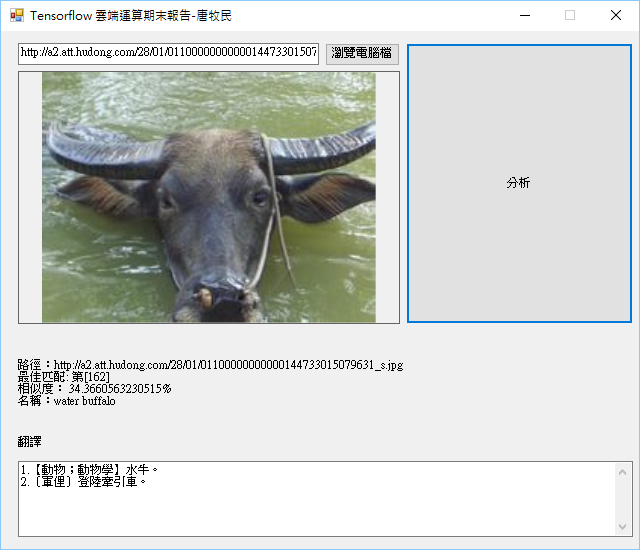 Tensorflow 雲端運算期末報告-唐牧民
http://a2.att.hudong.com/28/01/0110000000000014473301507
瀏覽電腦檔
分析
路徑：http://a2.att.hudong.com/28/01/01100000000000144733015079631_s.jpg
最佳匹配: 第[162]
相似度： 34.3660563230515%
名稱：water buffalo
翻譯
1.【動物；動物學】水牛。
2.〔軍俚〕登陸牽引車。